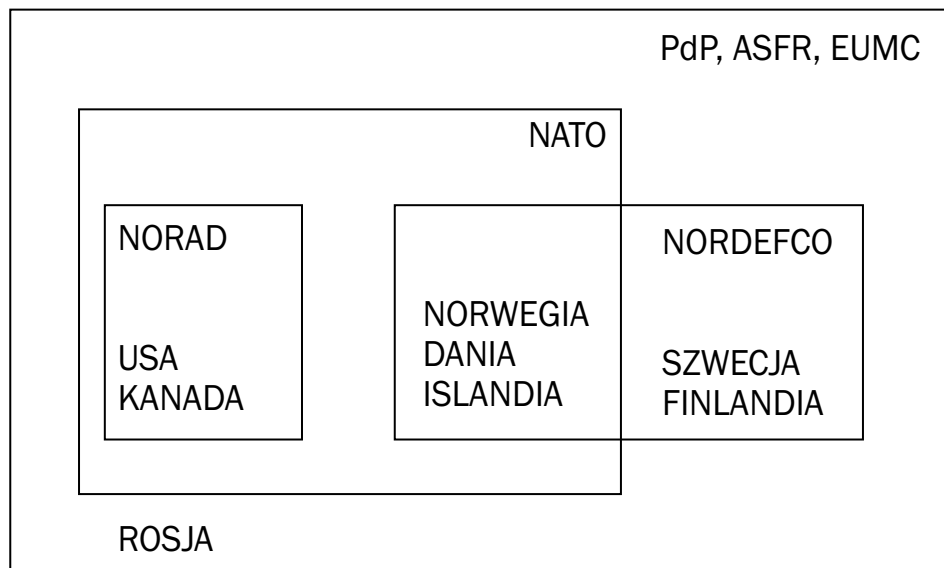 PdP, ASFR, EUMC
NATO
NORAD
USA
KANADA
NORWEGIA
DANIA
ISLANDIA
NORDEFCO
SZWECJA
FINLANDIA
ROSJA